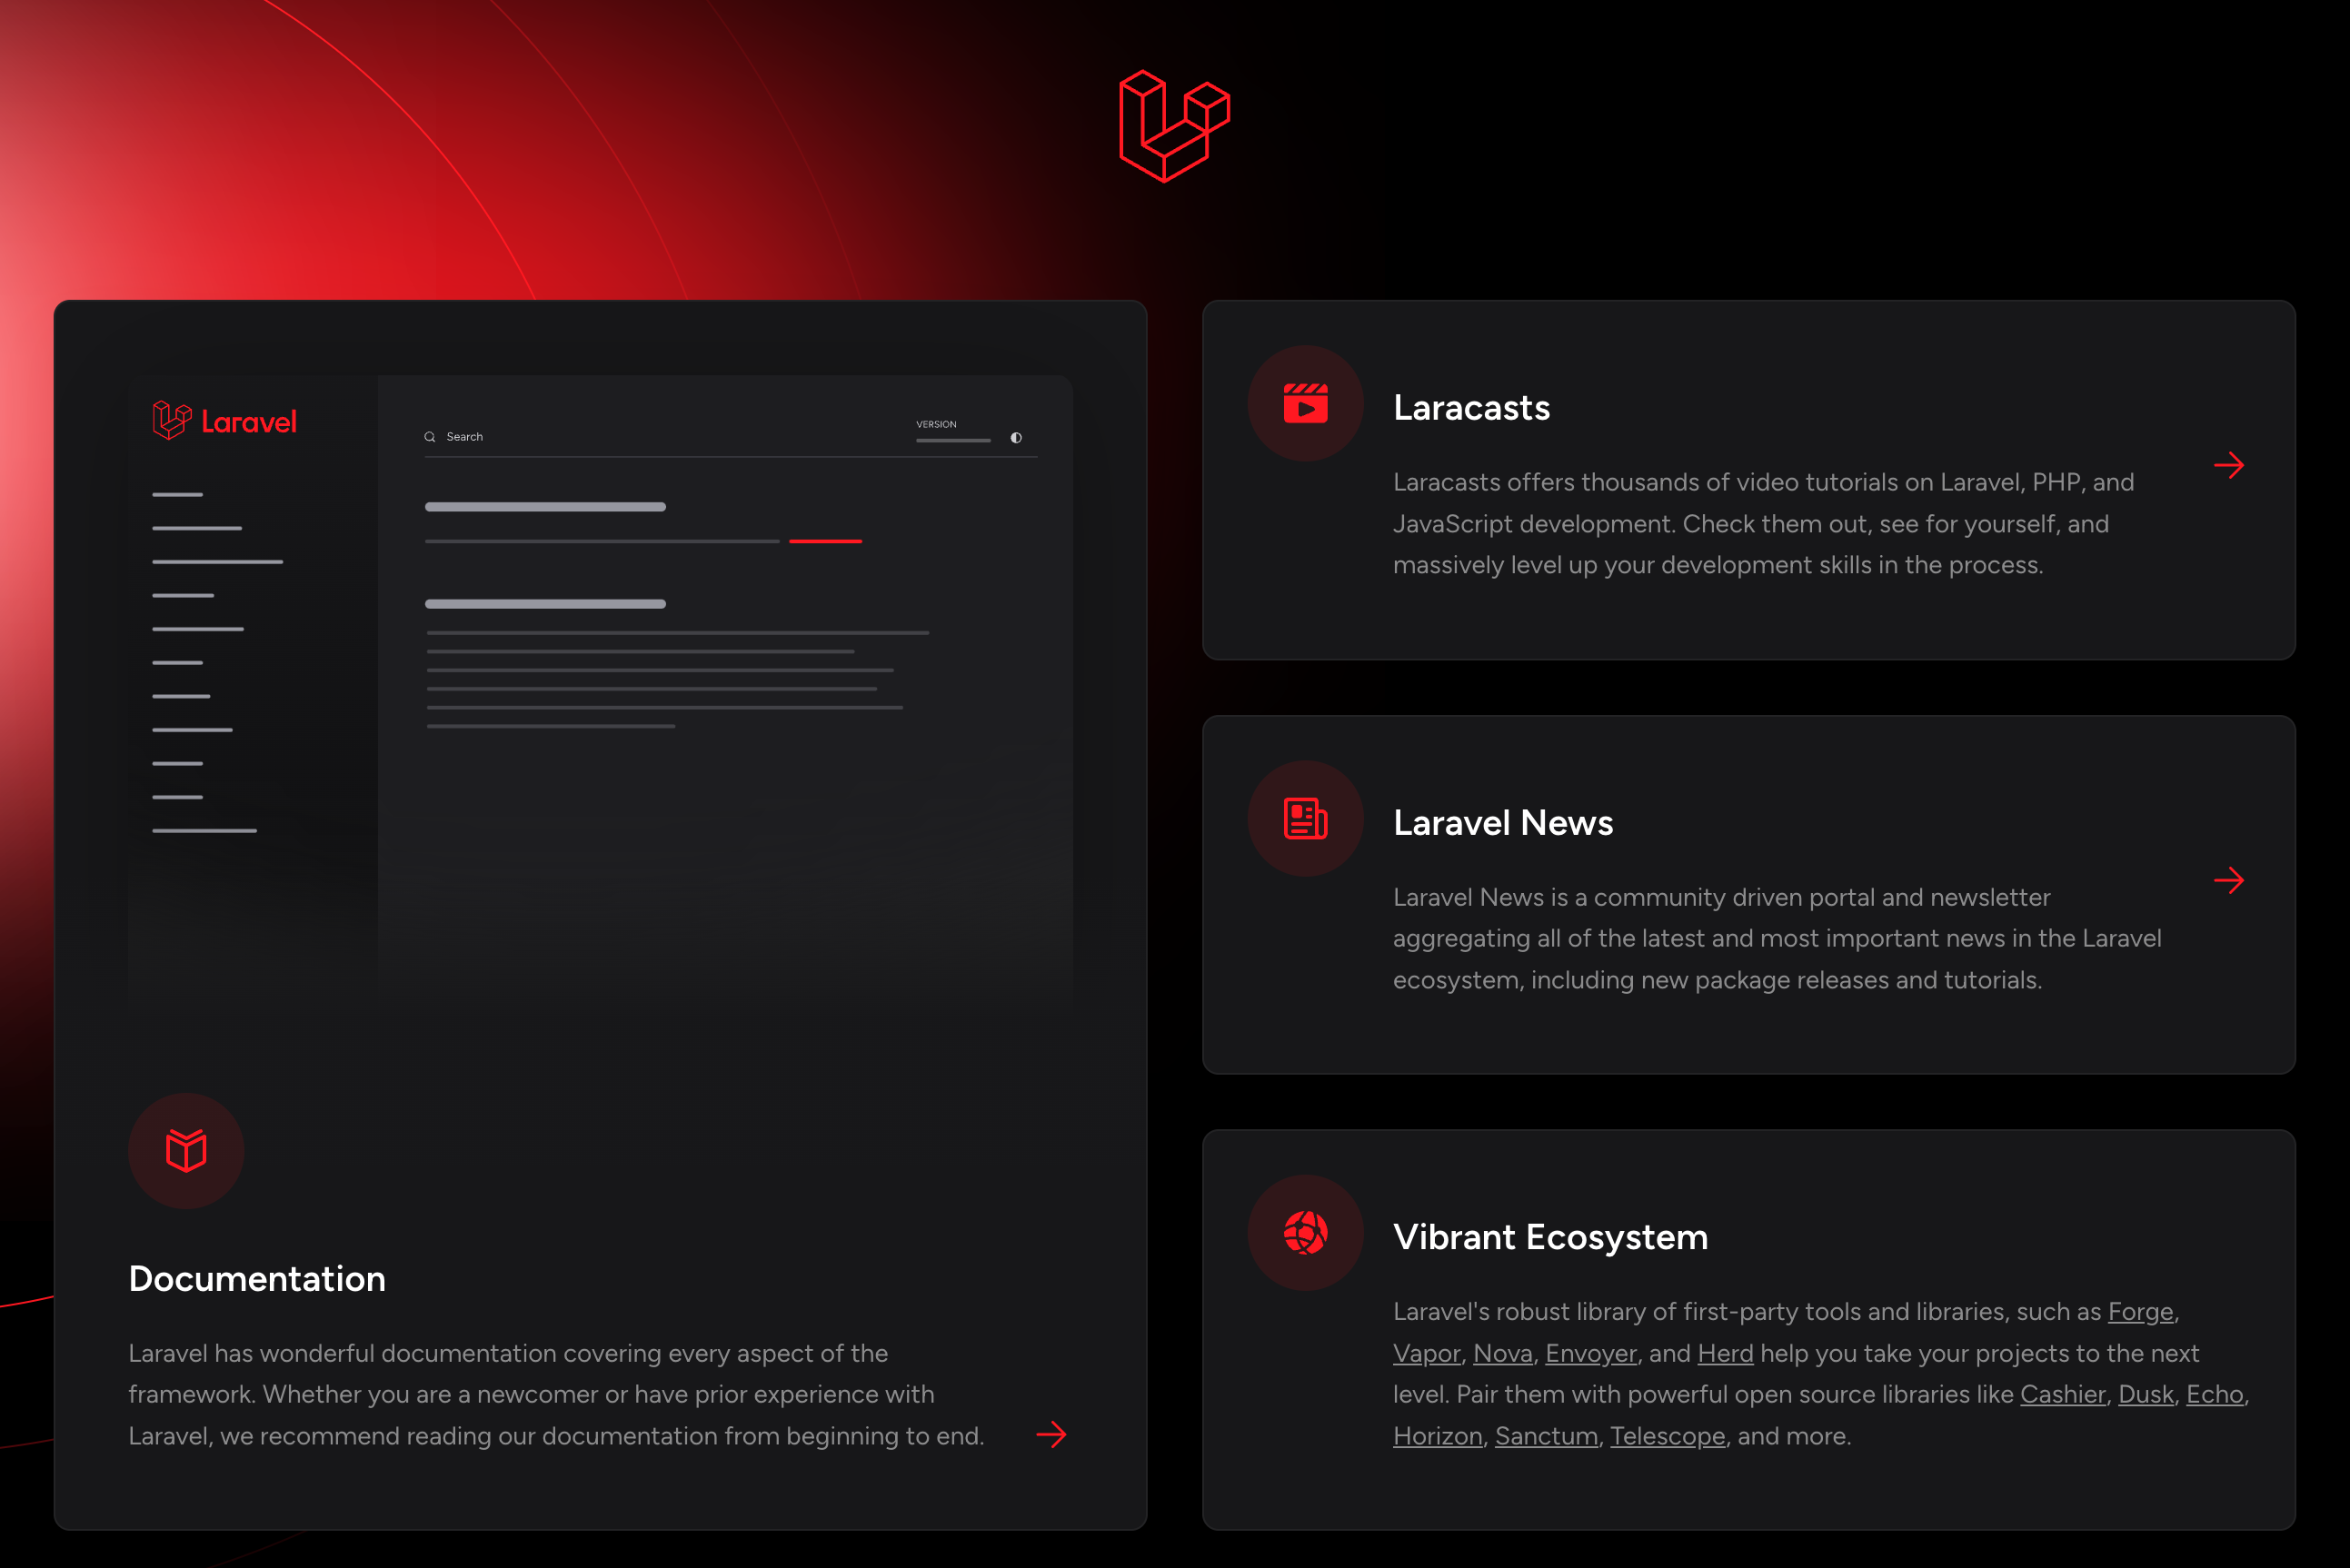 Laravel
Search
VERSION
Documentation
Laravel has wonderful documentation covering every aspect of the
framework. Whether you are a newcomer or have prior experience with
Laravel, we recommend reading our documentation from beginning to end.
Laracasts
Laracasts offers thousands of video tutorials on Laravel, PHP, and
JavaScript development. Check them out, see for yourself, and
massively level up your development skills in the process.
Laravel News
Laravel News is a community driven portal and newsletter
aggregating all of the latest and most important news in the Laravel
ecosystem, including new package releases and tutorials.
Vibrant Ecosystem
Laravel's robust library of first-party tools and libraries, such as Forge,
Vapor, Nova, Envoyer, and Herd help you take your projects to the next
level. Pair them with powerful open source libraries like Cashier, Dusk, Echo,
Horizon, Sanctum, Telescope, and more.